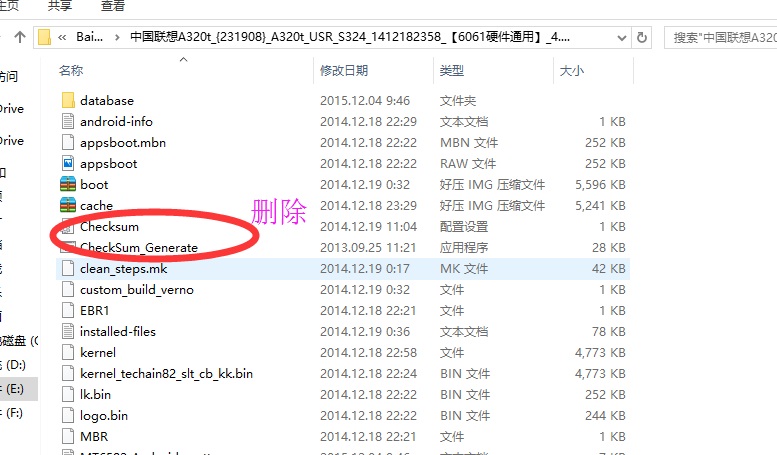 主页 共享 查看
« Bai... › 中国联想A320t_{231908}_A320t_USR_S324_1412182358_【6061硬件通用】_4.... 搜索"中国联想A320
名称 修改日期 类型 大小
database 2015.12.04 9:46 文件夹
android-info 2014.12.18 22:29 文本文档 1 KB
appsboot.mbn 2014.12.18 22:22 MBN 文件 252 KB
appsboot 2014.12.18 22:22 RAW 文件 252 KB
boot 2014.12.19 0:32 好压 IMG 压缩文件 5,596 KB
cache 2014.12.18 23:29 好压 IMG 压缩文件 5,241 KB
删除
Checksum 2014.12.19 11:04 配置设置 1 KB
CheckSum_Generate 2013.09.25 11:21 应用程序 28 KB
clean_steps.mk 2014.12.19 0:17 MK 文件 42 KB
custom_build_verno 2014.12.19 0:32 文件 1 KB
EBR1 2014.12.18 22:21 文件 1 KB
installed-files 2014.12.19 0:36 文本文档 78 KB
kernel 2014.12.18 22:58 文件 4,773 KB
kernel_techain82_slt_cb_kk.bin 2014.12.18 22:22 BIN 文件 4,773 KB
lk.bin 2014.12.18 22:22 BIN 文件 252 KB
logo.bin 2014.12.18 22:22 BIN 文件 244 KB
MBR 2014.12.18 22:21 文件 1 KB
访问
Drive
Drive
磁盘 (C
(D:)
(E:)
(F:)